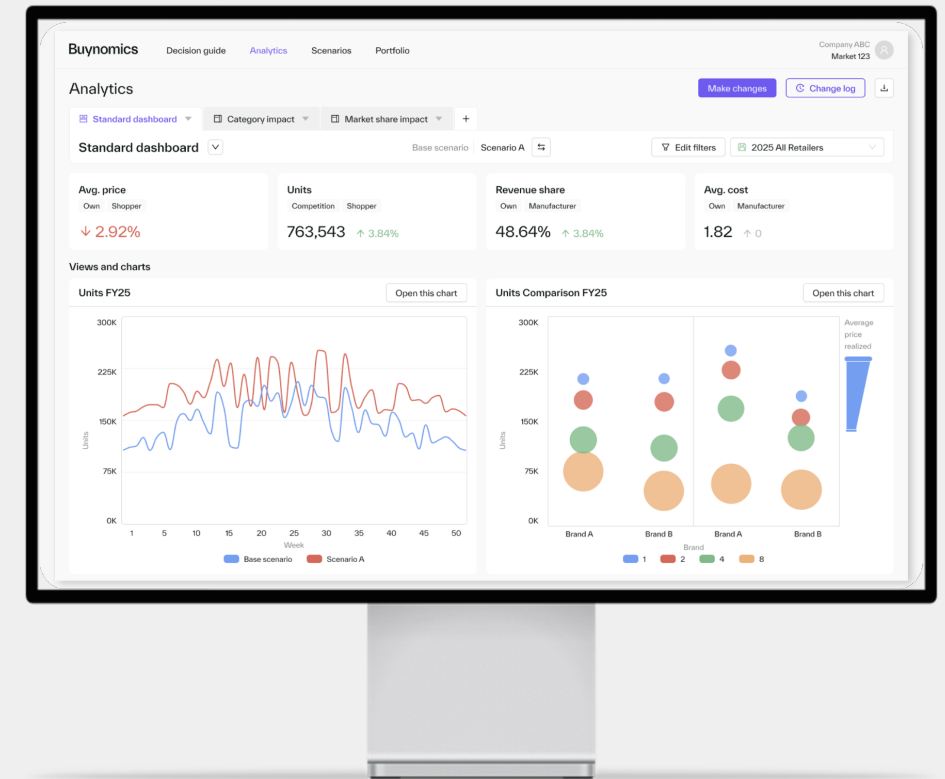 Buynomics Decision guide Analytics Scenarios Portfolio
Company ABC
Market 123
Analytics
Make changes Change log
Standard dashboard Category impact Market share impact +
Standard dashboard Base scenario Scenario A Edit filters 2025 All Retailers
Avg. price
Own Shopper
↓ 2.92%
Units
Competition Shopper
763,543 ↑ 3.84%
Revenue share
Own Manufacturer
48.64% ↑ 3.84%
Avg. cost
Own Manufacturer
1.82 ↑ 0
Views and charts
Units FY25 Open this chart
300K
225K
150K
75K
0K
Units
1 5 10 15 20 25 30 35 40 45 50
Week
Base scenario Scenario A
Units Comparison FY25 Open this chart
300K
225K
150K
75K
0K
Units
Average
price
realized
Brand A Brand B Brand A Brand B
Brand
1 2 4 8